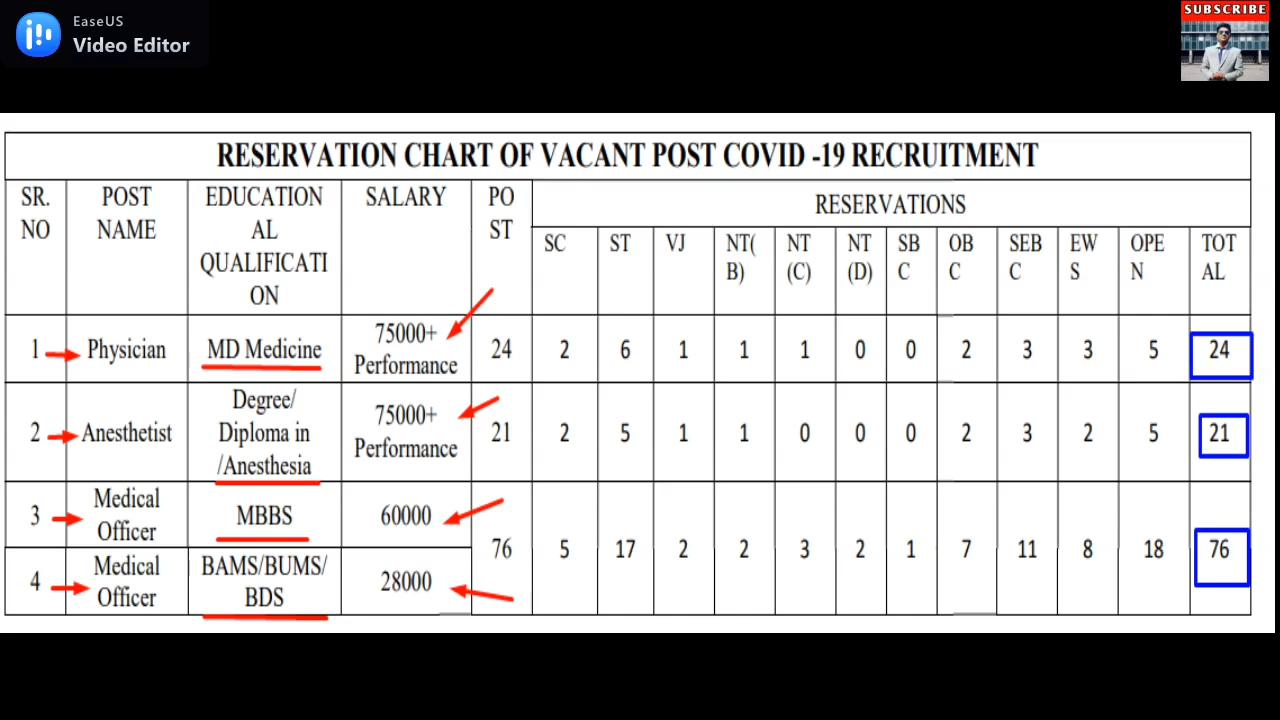 EaseUS
Video Editor
SUBSCRIBE
RESERVATION CHART OF VACANT POST COVID -19 RECRUITMENT
SR. NO POST NAME EDUCATION AL QUALIFICATI ON SALARY PO ST RESERVATIONS
SC ST VJ NT( B) NT (C) NT (D) SB C OB C SEB C EW S OPE N TOT AL
1 Physician MD Medicine 75000+ Performance 24 2 6 1 1 1 0 0 2 3 3 5 24
2 Anesthetist Degree/ Diploma in /Anesthesia 75000+ Performance 21 2 5 1 1 0 0 0 2 3 2 5 21
3 Medical Officer MBBS 60000 76 5 17 2 2 3 2 1 7 11 8 18 76
4 Medical Officer BAMS/BUMS/ BDS 28000